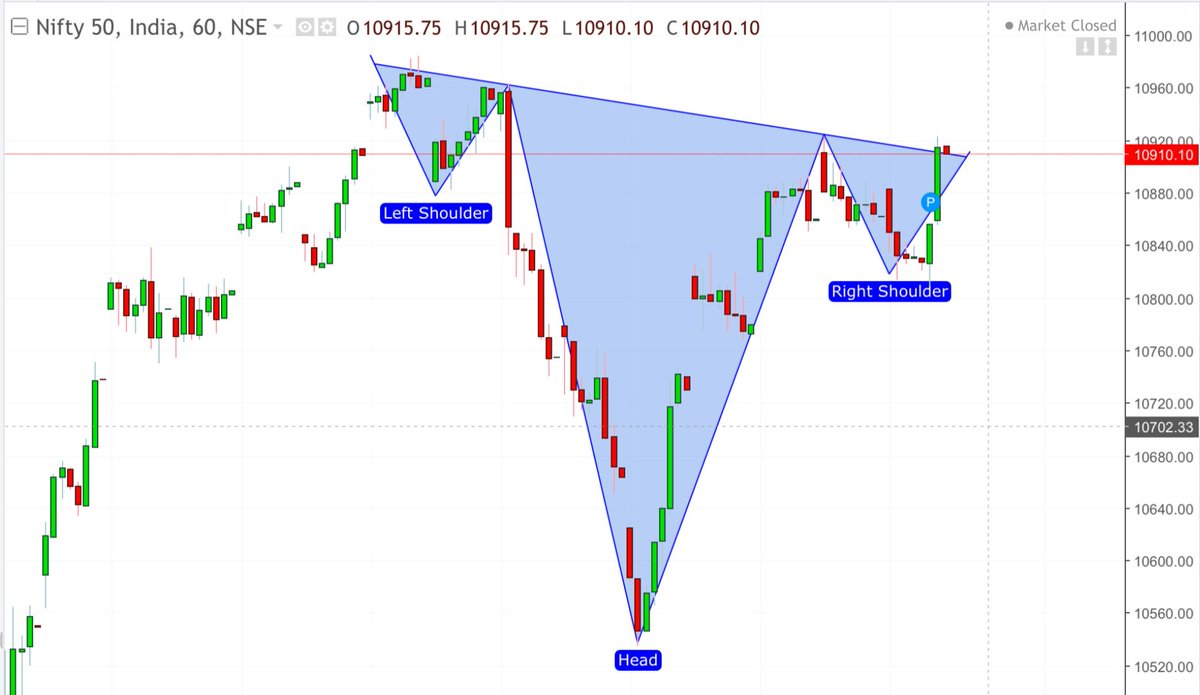 Nifty 50, India, 60, NSE O10915.75 H10915.75 L10910.10 C10910.10
Market Closed
11000.00
10960.00
10920.00
10910.10
10880.00
P
Left Shoulder
10840.00
Right Shoulder
10800.00
10760.00
10720.00
10702.33
10680.00
10640.00
10600.00
10560.00
Head
10520.00